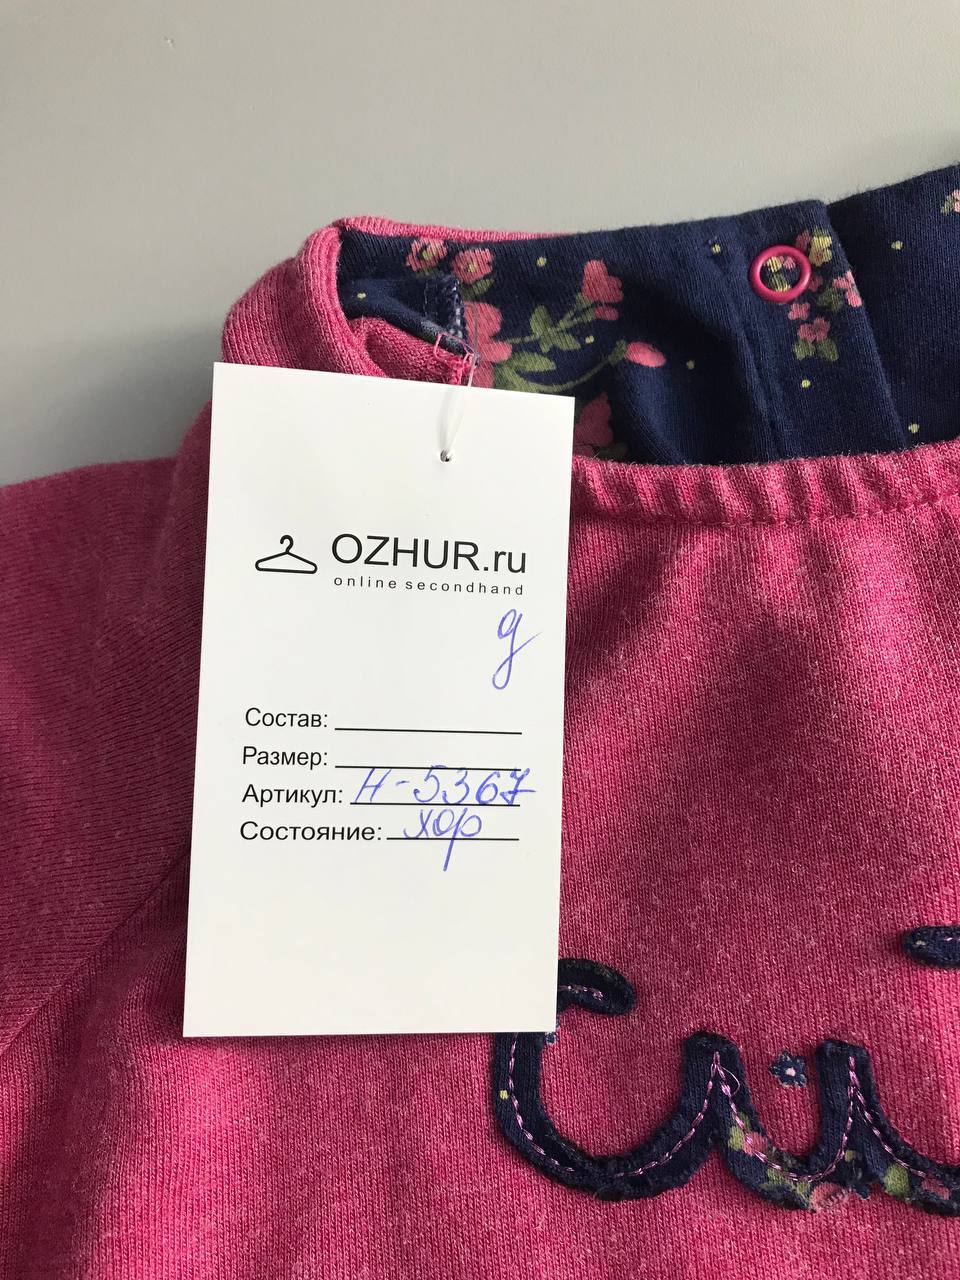 OZHUR.ru
online secondhand
д
Состав:
Размер:
Артикул: Н-5367
Состояние: хор